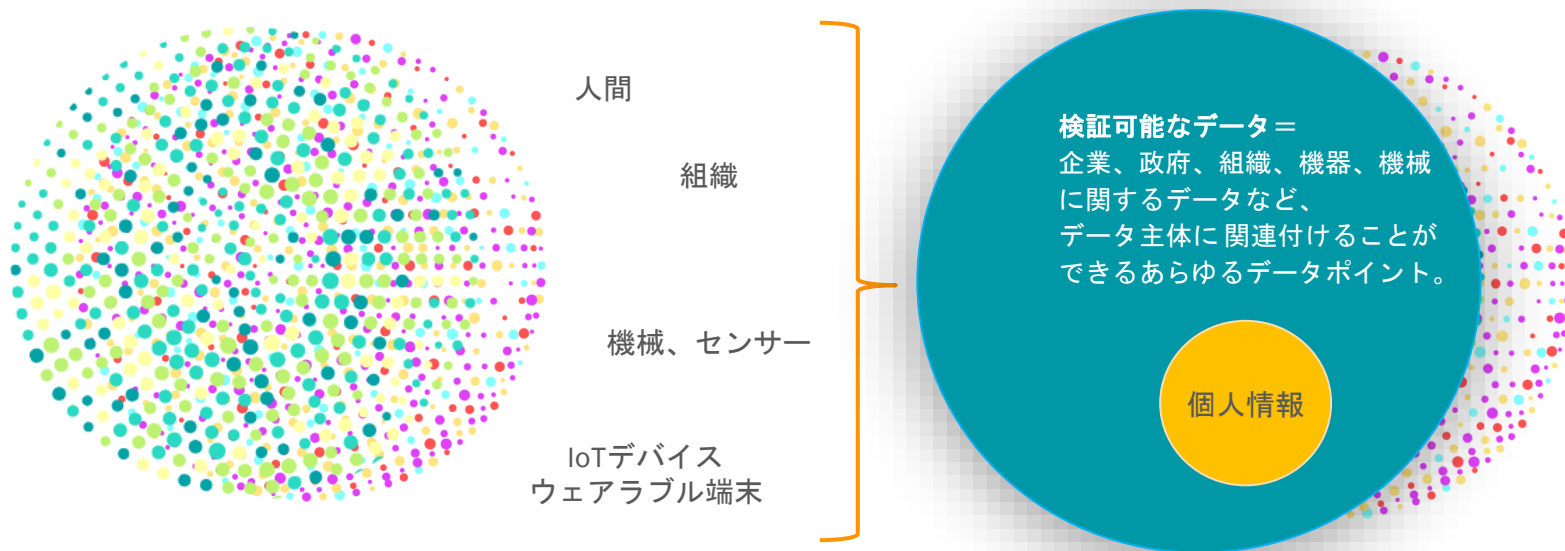 人間
組織
機械、センサー
IoTデバイス
ウェアラブル端末
検証可能なデータ＝
企業、政府、組織、機器、機械
に関するデータなど、
データ主体に関連付けることが
できるあらゆるデータポイント。
個人情報